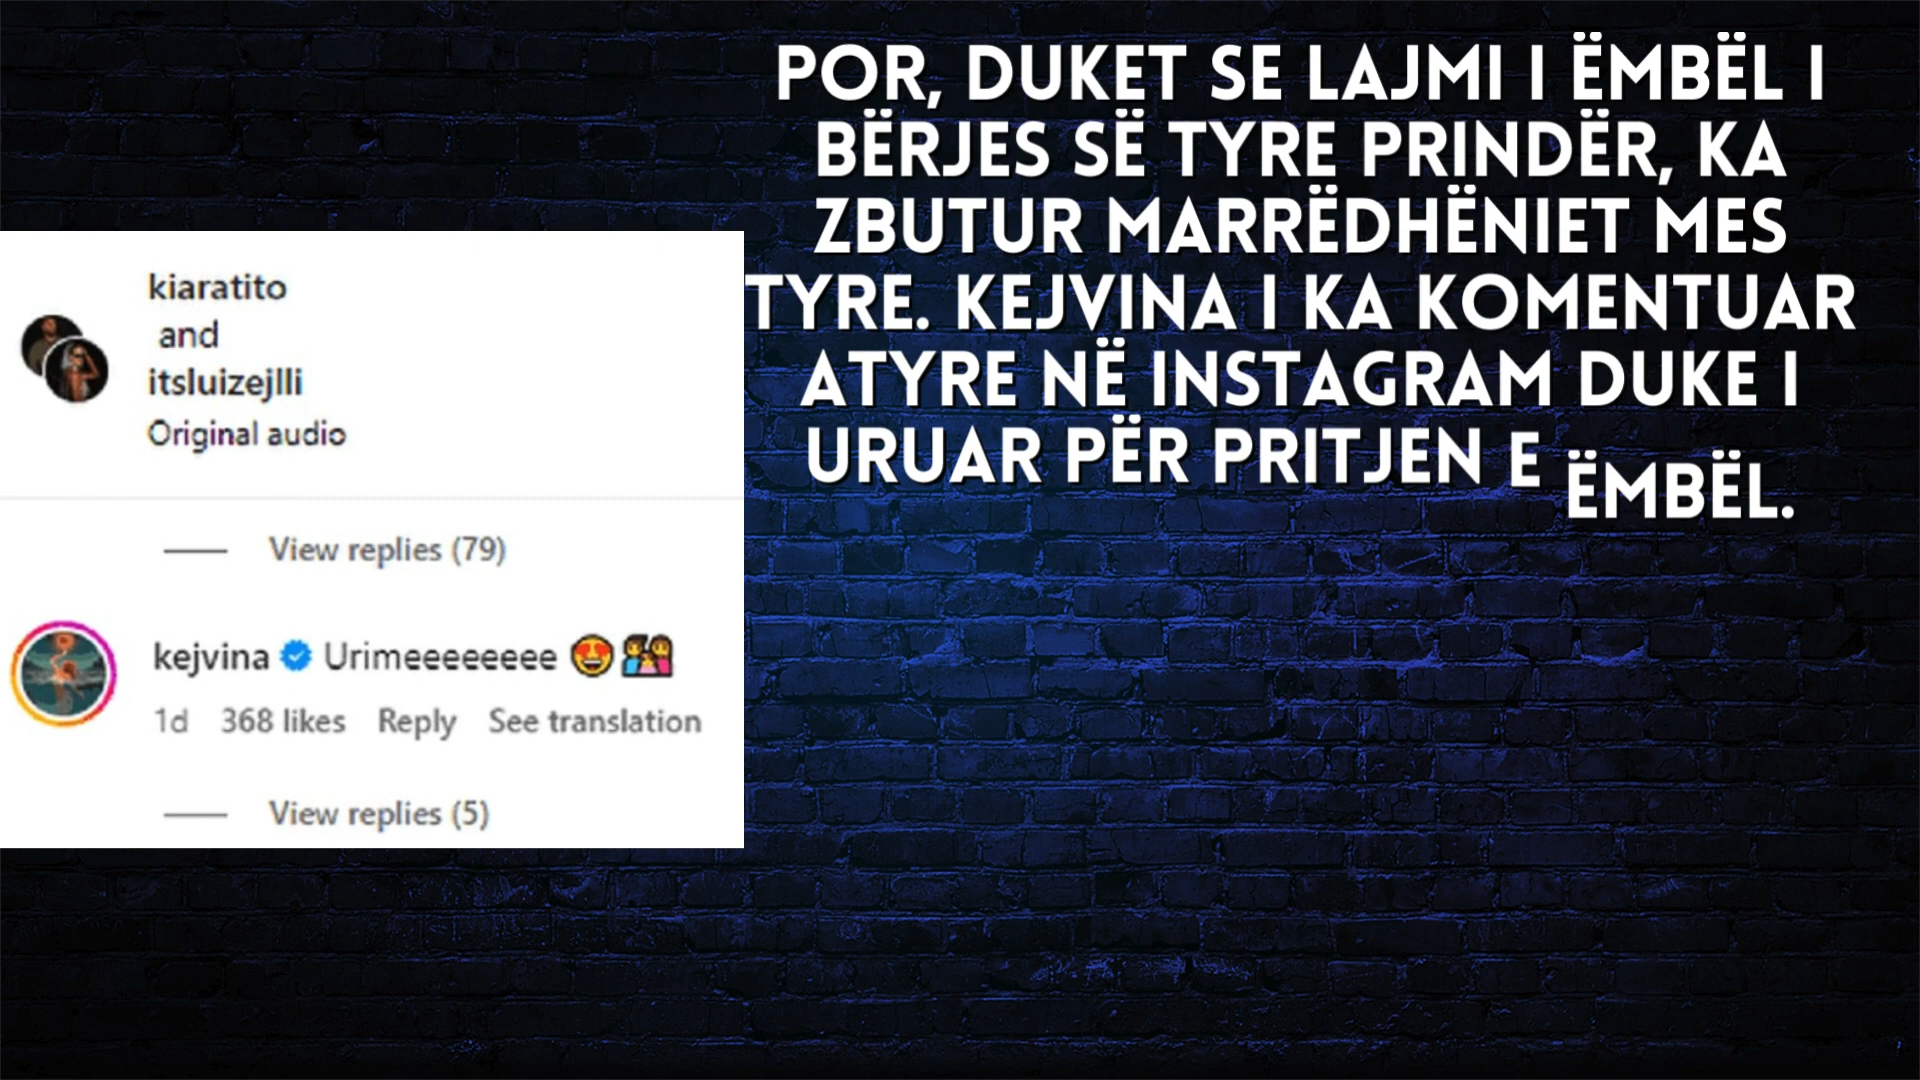 POR, DUKET SE LAJMI I ËMBËL I
BËRJES SË TYRE PRINDËR, KA
ZBUTUR MARRËDHËNIET MES
TYRE. KEJVINA I KA KOMENTUAR
ATYRE NË INSTAGRAM DUKE I
URUAR PËR PRITJEN E ËMBËL.
kiaratito
and
itsluizejlli
Original audio
View replies (79)
kejvina Urimeeeeeeeee 😍👨‍👩‍👧
1d 368 likes Reply See translation
View replies (5)